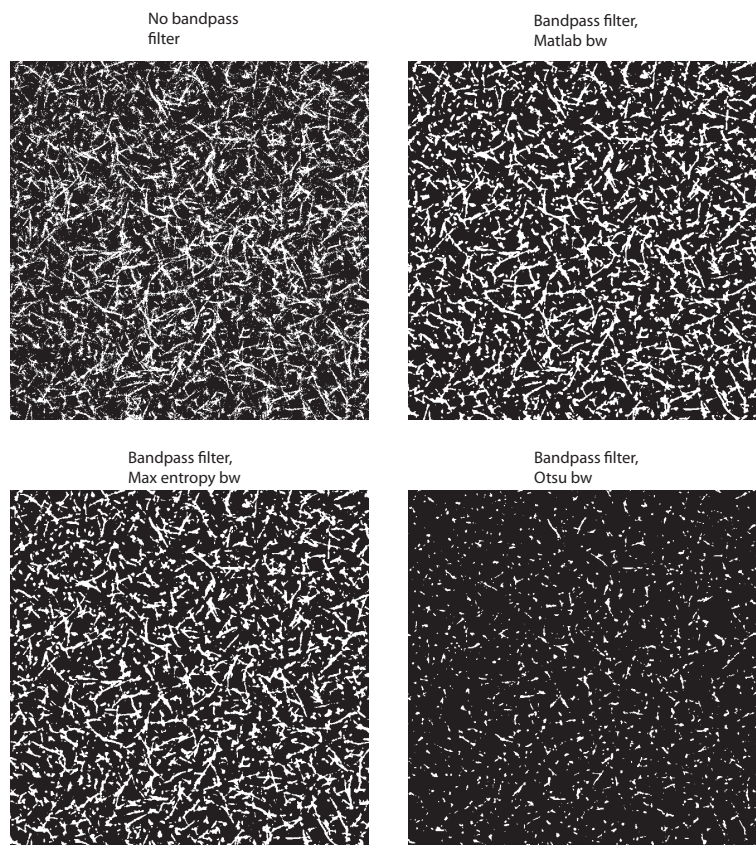 No bandpass
filter
Bandpass filter,
Matlab bw
Bandpass filter,
Max entropy bw
Bandpass filter,
Otsu bw